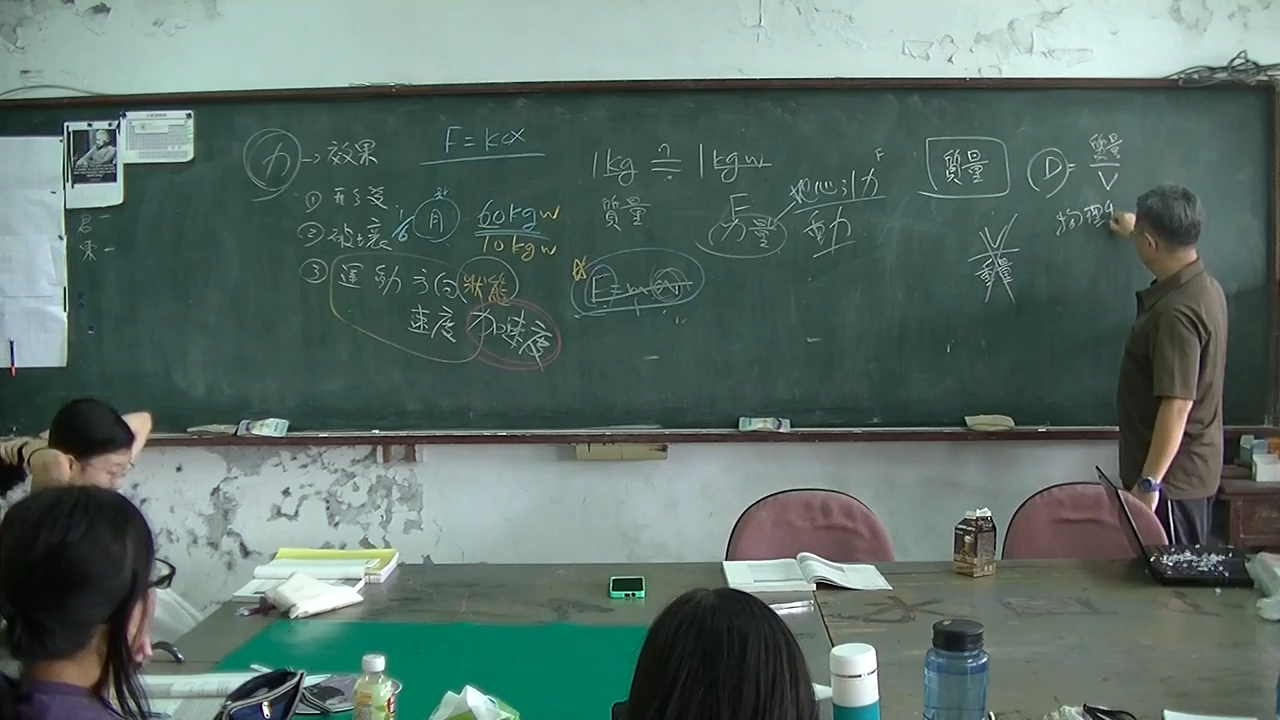 力→效果
F=kx
① 形變
② 破壞
1/6
月
60kgw
10kgw
③ 運動方向狀態
速度 加速度
1kg ≟ 1kgw
質量
F
力量
地心引力
重力
F=ma
質量
D = 質量
V
重量
物理